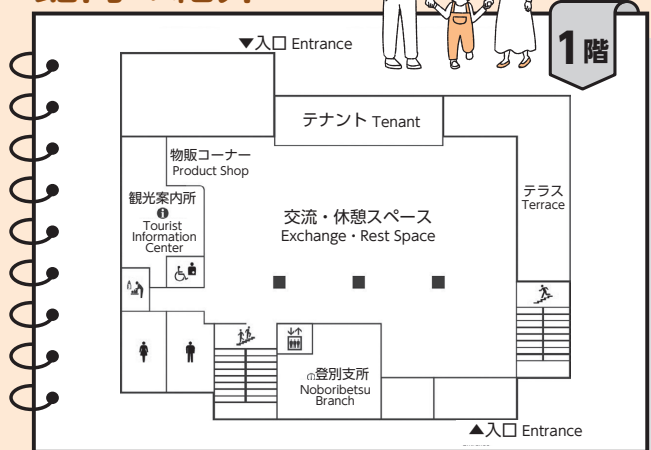 1階
▼入口 Entrance
テナント Tenant
物販コーナー
Product Shop
観光案内所
Tourist
Information
Center
交流・休憩スペース
Exchange・Rest Space
テラス
Terrace
登別支所
Noboribetsu
Branch
▲入口 Entrance